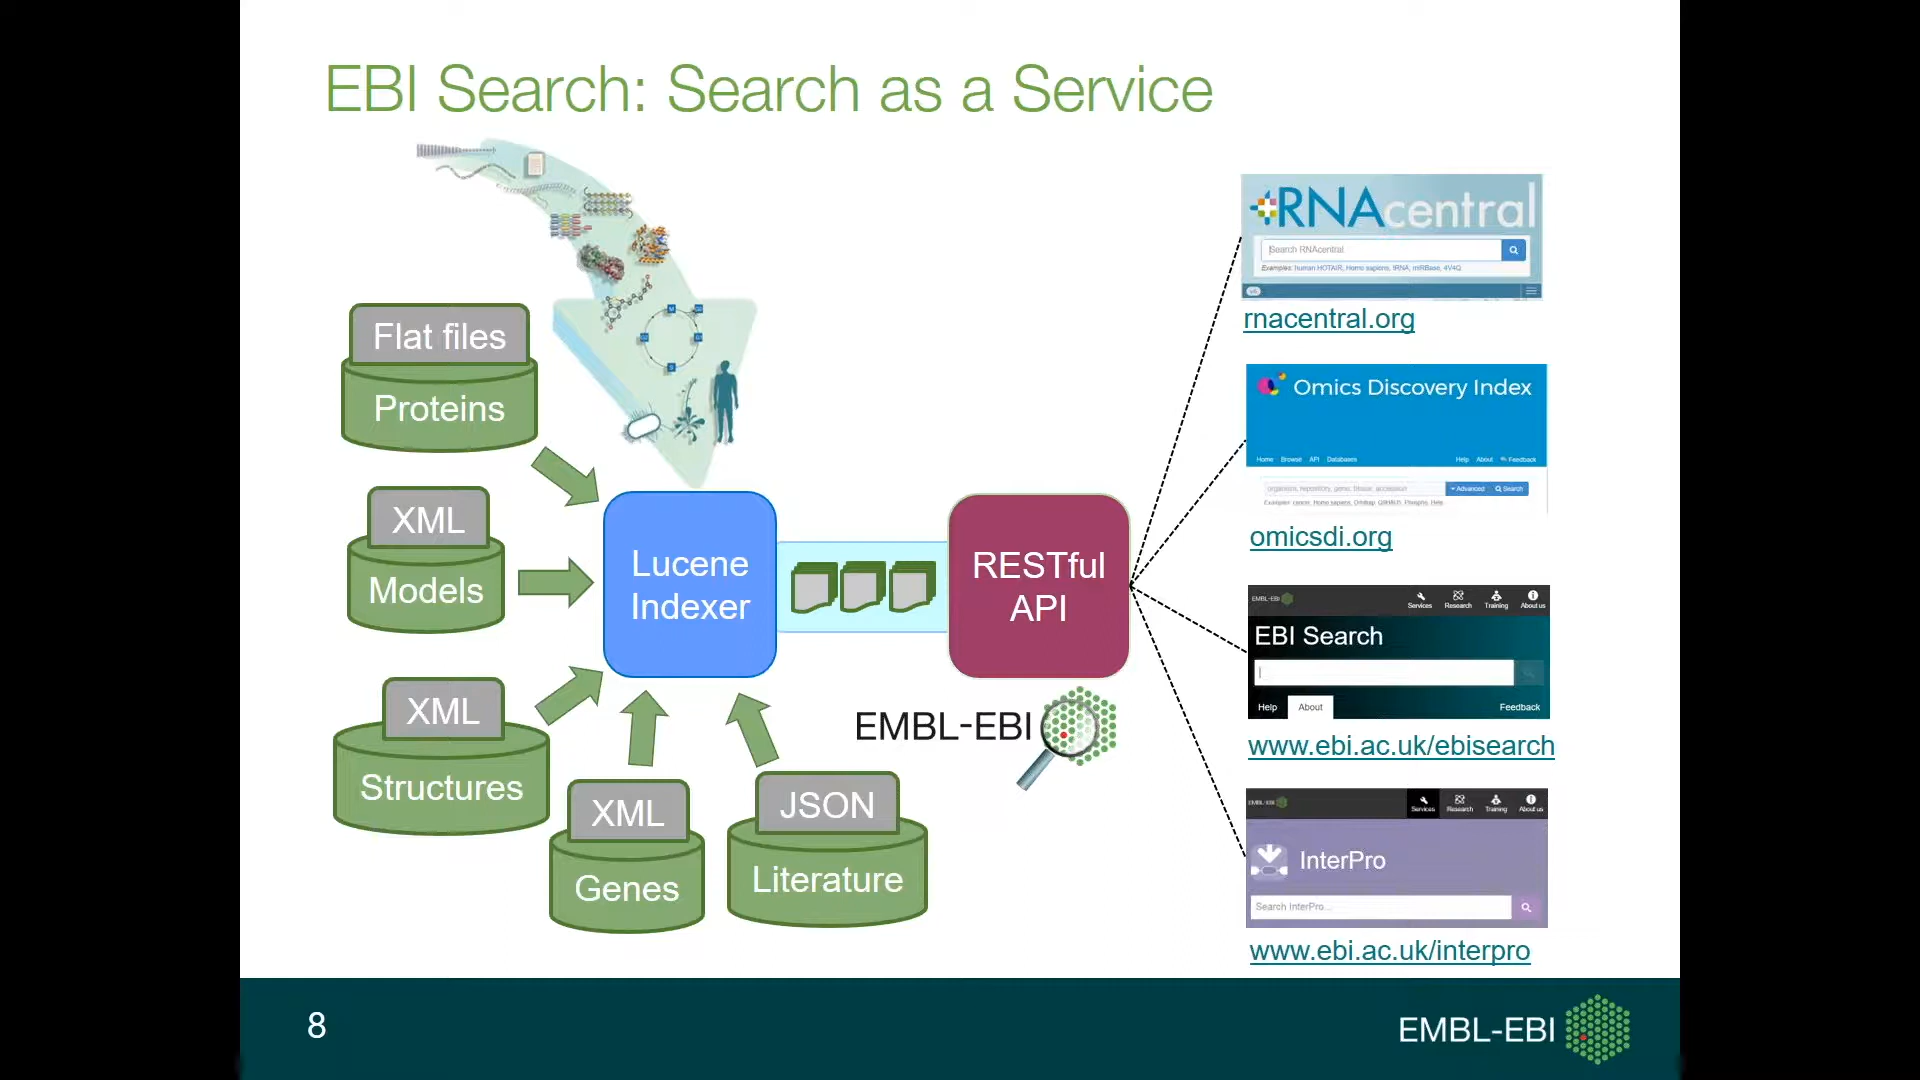 EBI Search: Search as a Service
Flat files
Proteins
XML
Models
XML
Structures
XML
Genes
JSON
Literature
Lucene
Indexer
RESTful
API
EMBL-EBI
RNAcentral
Search RNAcentral
Examples: human HOTAIR, Homo sapiens, tRNA, miRBase, 4V4Q
v6
rnacentral.org
Omics Discovery Index
Home Browse API Databases Help About Feedback
organisms, repository, gene, tissue, accession Advanced Search
omicsdi.org
EMBL-EBI Services Research Training About us
EBI Search
Help About Feedback
www.ebi.ac.uk/ebisearch
EMBL-EBI Services Research Training About us
InterPro
Search InterPro...
www.ebi.ac.uk/interpro
8
EMBL-EBI